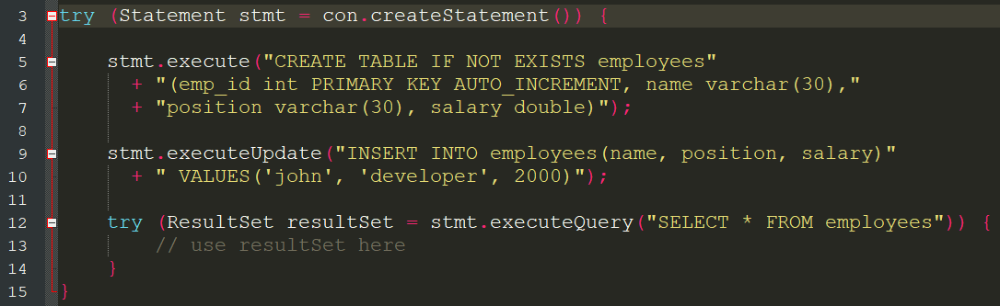 3 try (Statement stmt = con.createStatement()) {
4
5     stmt.execute("CREATE TABLE IF NOT EXISTS employees"
6       + "(emp_id int PRIMARY KEY AUTO_INCREMENT, name varchar(30),"
7       + "position varchar(30), salary double)");
8
9     stmt.executeUpdate("INSERT INTO employees(name, position, salary)"
10       + " VALUES('john', 'developer', 2000)");
11
12     try (ResultSet resultSet = stmt.executeQuery("SELECT * FROM employees")) {
13         // use resultSet here
14     }
15 }